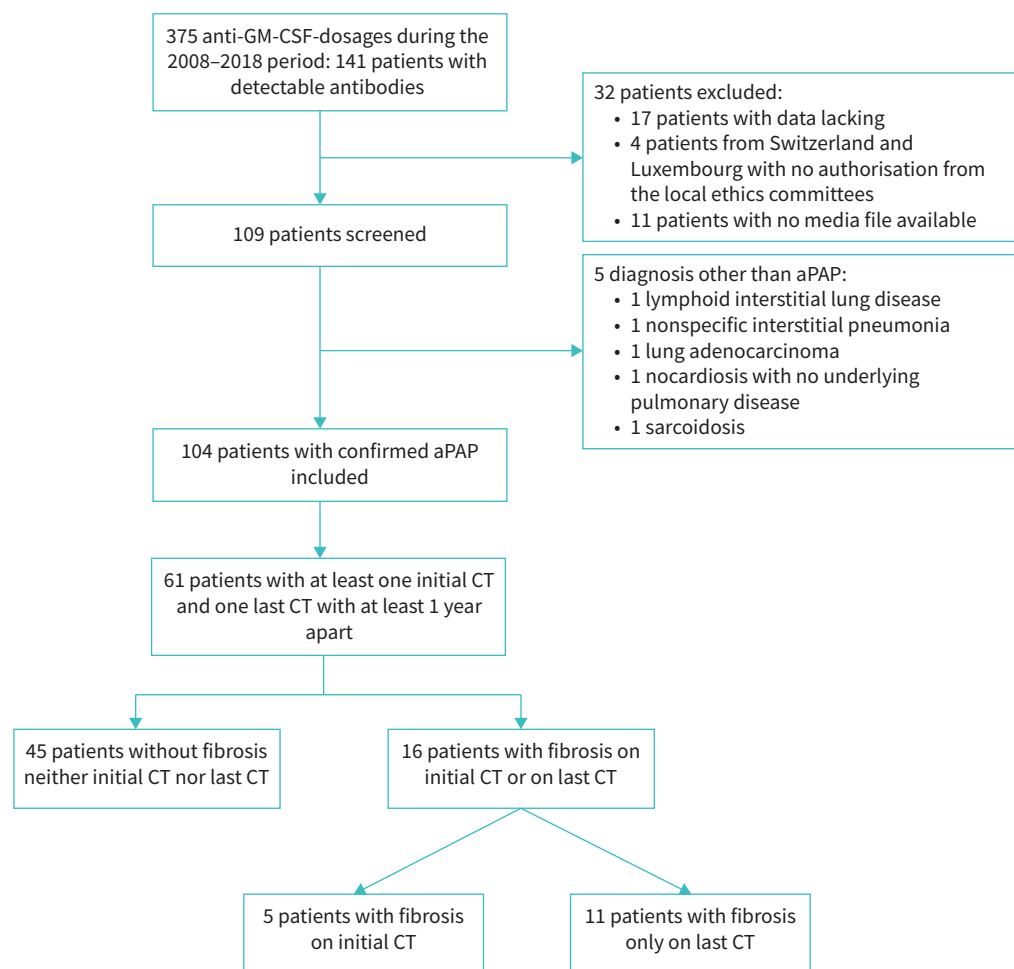 375 anti-GM-CSF-dosages during the
2008–2018 period: 141 patients with
detectable antibodies
32 patients excluded:
• 17 patients with data lacking
• 4 patients from Switzerland and
Luxembourg with no authorisation from
the local ethics committees
• 11 patients with no media file available
109 patients screened
5 diagnosis other than aPAP:
• 1 lymphoid interstitial lung disease
• 1 nonspecific interstitial pneumonia
• 1 lung adenocarcinoma
• 1 nocardiosis with no underlying
pulmonary disease
• 1 sarcoidosis
104 patients with confirmed aPAP
included
61 patients with at least one initial CT
and one last CT with at least 1 year
apart
45 patients without fibrosis
neither initial CT nor last CT
16 patients with fibrosis on
initial CT or on last CT
5 patients with fibrosis
on initial CT
11 patients with fibrosis
only on last CT